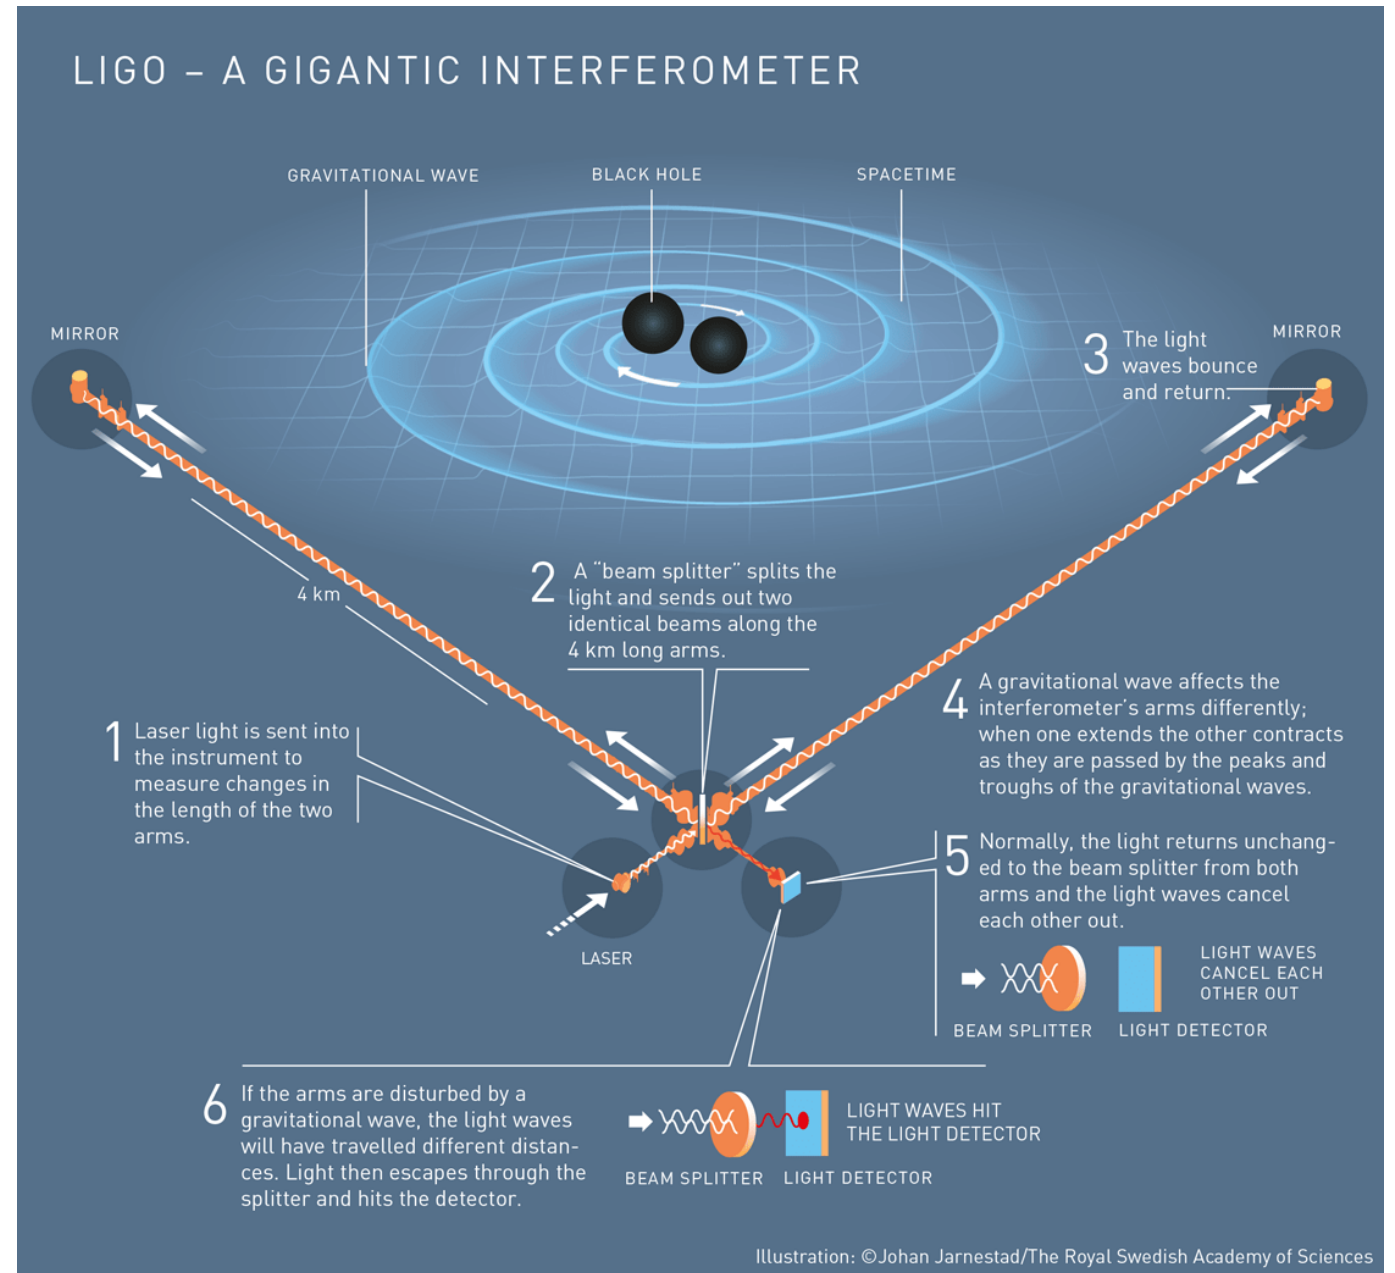 LIGO – A GIGANTIC INTERFEROMETER
GRAVITATIONAL WAVE
BLACK HOLE
SPACETIME
MIRROR
MIRROR
3
The light
waves bounce
and return.
4 km
2
A “beam splitter” splits the
light and sends out two
identical beams along the
4 km long arms.
1
Laser light is sent into
the instrument to
measure changes in
the length of the two
arms.
4
A gravitational wave affects the
interferometer’s arms differently;
when one extends the other contracts
as they are passed by the peaks and
troughs of the gravitational waves.
LASER
5
Normally, the light returns unchang-
ed to the beam splitter from both
arms and the light waves cancel
each other out.
LIGHT WAVES
CANCEL EACH
OTHER OUT
BEAM SPLITTER
LIGHT DETECTOR
6
If the arms are disturbed by a
gravitational wave, the light waves
will have travelled different distan-
ces. Light then escapes through the
splitter and hits the detector.
LIGHT WAVES HIT
THE LIGHT DETECTOR
BEAM SPLITTER
LIGHT DETECTOR
Illustration: ©Johan Jarnestad/The Royal Swedish Academy of Sciences